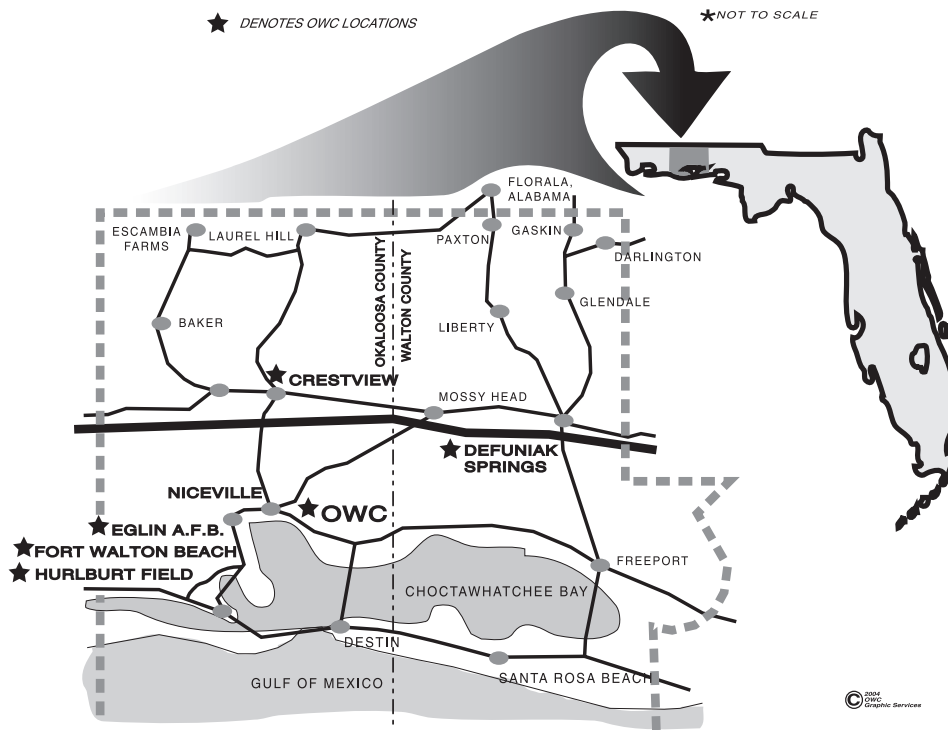 ★ DENOTES OWC LOCATIONS
*NOT TO SCALE
FLORALA,
ALABAMA
ESCAMBIA
FARMS
LAUREL HILL
PAXTON
GASKIN
DARLINGTON
OKALOOSA COUNTY
WALTON COUNTY
GLENDALE
BAKER
LIBERTY
★ CRESTVIEW
MOSSY HEAD
★ DEFUNIAK
SPRINGS
NICEVILLE
★ OWC
★ EGLIN A.F.B.
★ FORT WALTON BEACH
★ HURLBURT FIELD
FREEPORT
CHOCTAWHATCHEE BAY
DESTIN
SANTA ROSA BEACH
GULF OF MEXICO
© 2004
OWC
Graphic Services